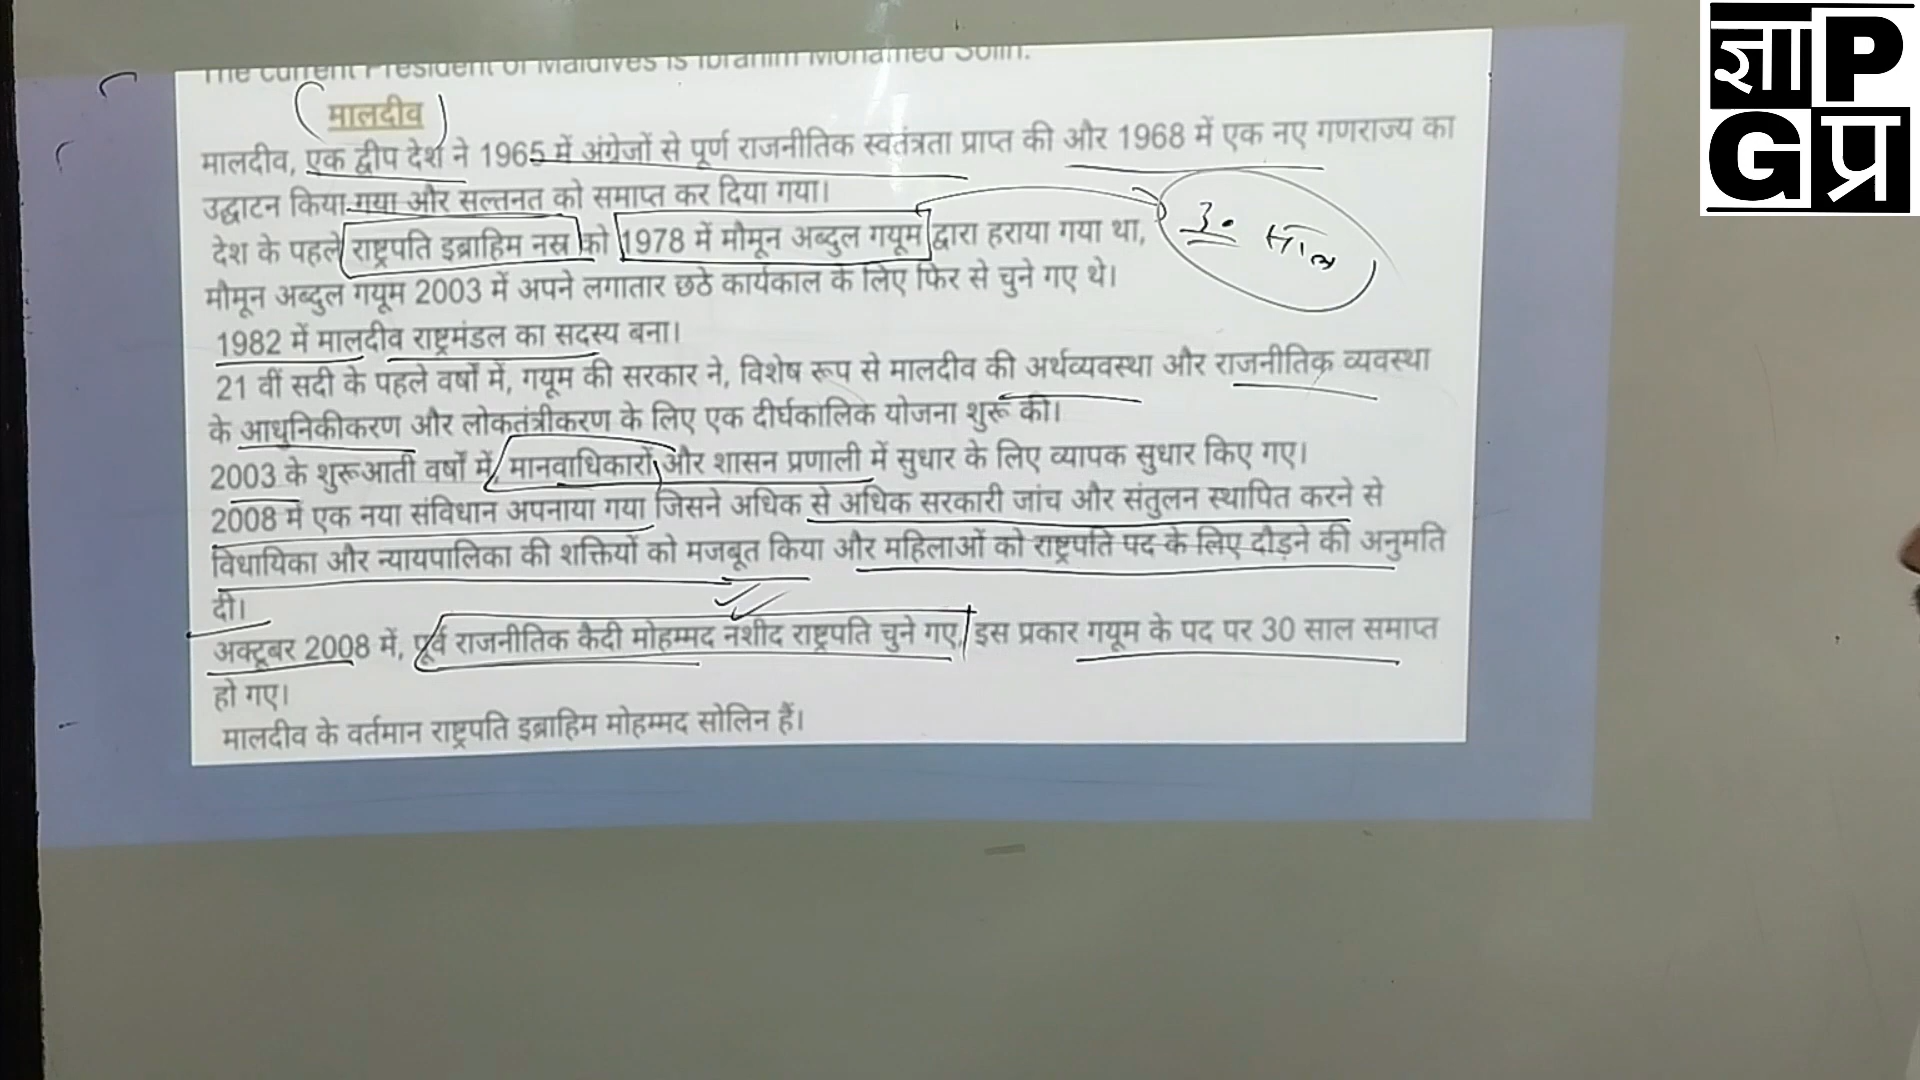 The current President of Maldives is Ibrahim Mohamed Solih.
मालदीव
मालदीव, एक द्वीप देश ने 1965 में अंग्रेजों से पूर्ण राजनीतिक स्वतंत्रता प्राप्त की और 1968 में एक नए गणराज्य का
उद्घाटन किया गया और सल्तनत को समाप्त कर दिया गया।
देश के पहले राष्ट्रपति इब्राहिम नस्र को 1978 में मौमून अब्दुल गयूम द्वारा हराया गया था,
30 साल
मौमून अब्दुल गयूम 2003 में अपने लगातार छठे कार्यकाल के लिए फिर से चुने गए थे।
1982 में मालदीव राष्ट्रमंडल का सदस्य बना।
21 वीं सदी के पहले वर्षों में, गयूम की सरकार ने, विशेष रूप से मालदीव की अर्थव्यवस्था और राजनीतिक व्यवस्था
के आधुनिकीकरण और लोकतंत्रीकरण के लिए एक दीर्घकालिक योजना शुरू की।
2003 के शुरूआती वर्षों में, मानवाधिकारों और शासन प्रणाली में सुधार के लिए व्यापक सुधार किए गए।
2008 में एक नया संविधान अपनाया गया जिसने अधिक से अधिक सरकारी जांच और संतुलन स्थापित करने से
विधायिका और न्यायपालिका की शक्तियों को मजबूत किया और महिलाओं को राष्ट्रपति पद के लिए दौड़ने की अनुमति
दी।
अक्टूबर 2008 में, पूर्व राजनीतिक कैदी मोहम्मद नशीद राष्ट्रपति चुने गए, इस प्रकार गयूम के पद पर 30 साल समाप्त
हो गए।
मालदीव के वर्तमान राष्ट्रपति इब्राहिम मोहम्मद सोलिन हैं।
ज्ञा P
G प्र